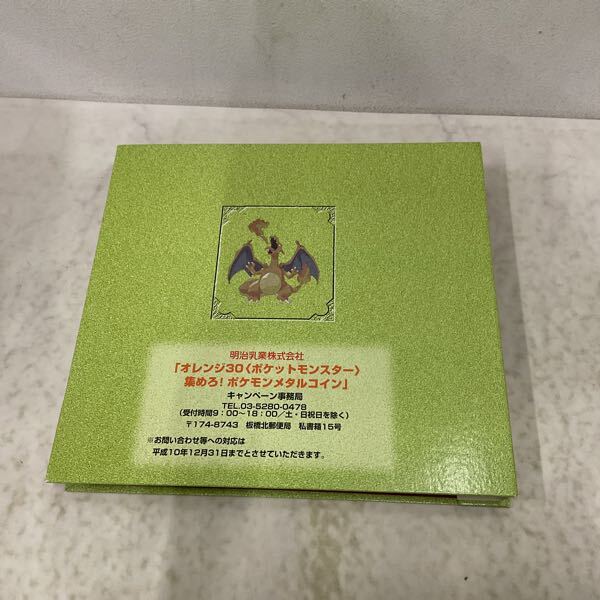 明治乳業株式会社
「オレンジ30〈ポケットモンスター〉
集めろ!ポケモンメタルコイン」
キャンペーン事務局
TEL.03-5280-0478
(受付時間9:00~18:00/土・日祝日を除く)
〒174-8743 板橋北郵便局 私書箱15号
※お問い合わせ等への対応は
平成10年12月31日までとさせていただきます。